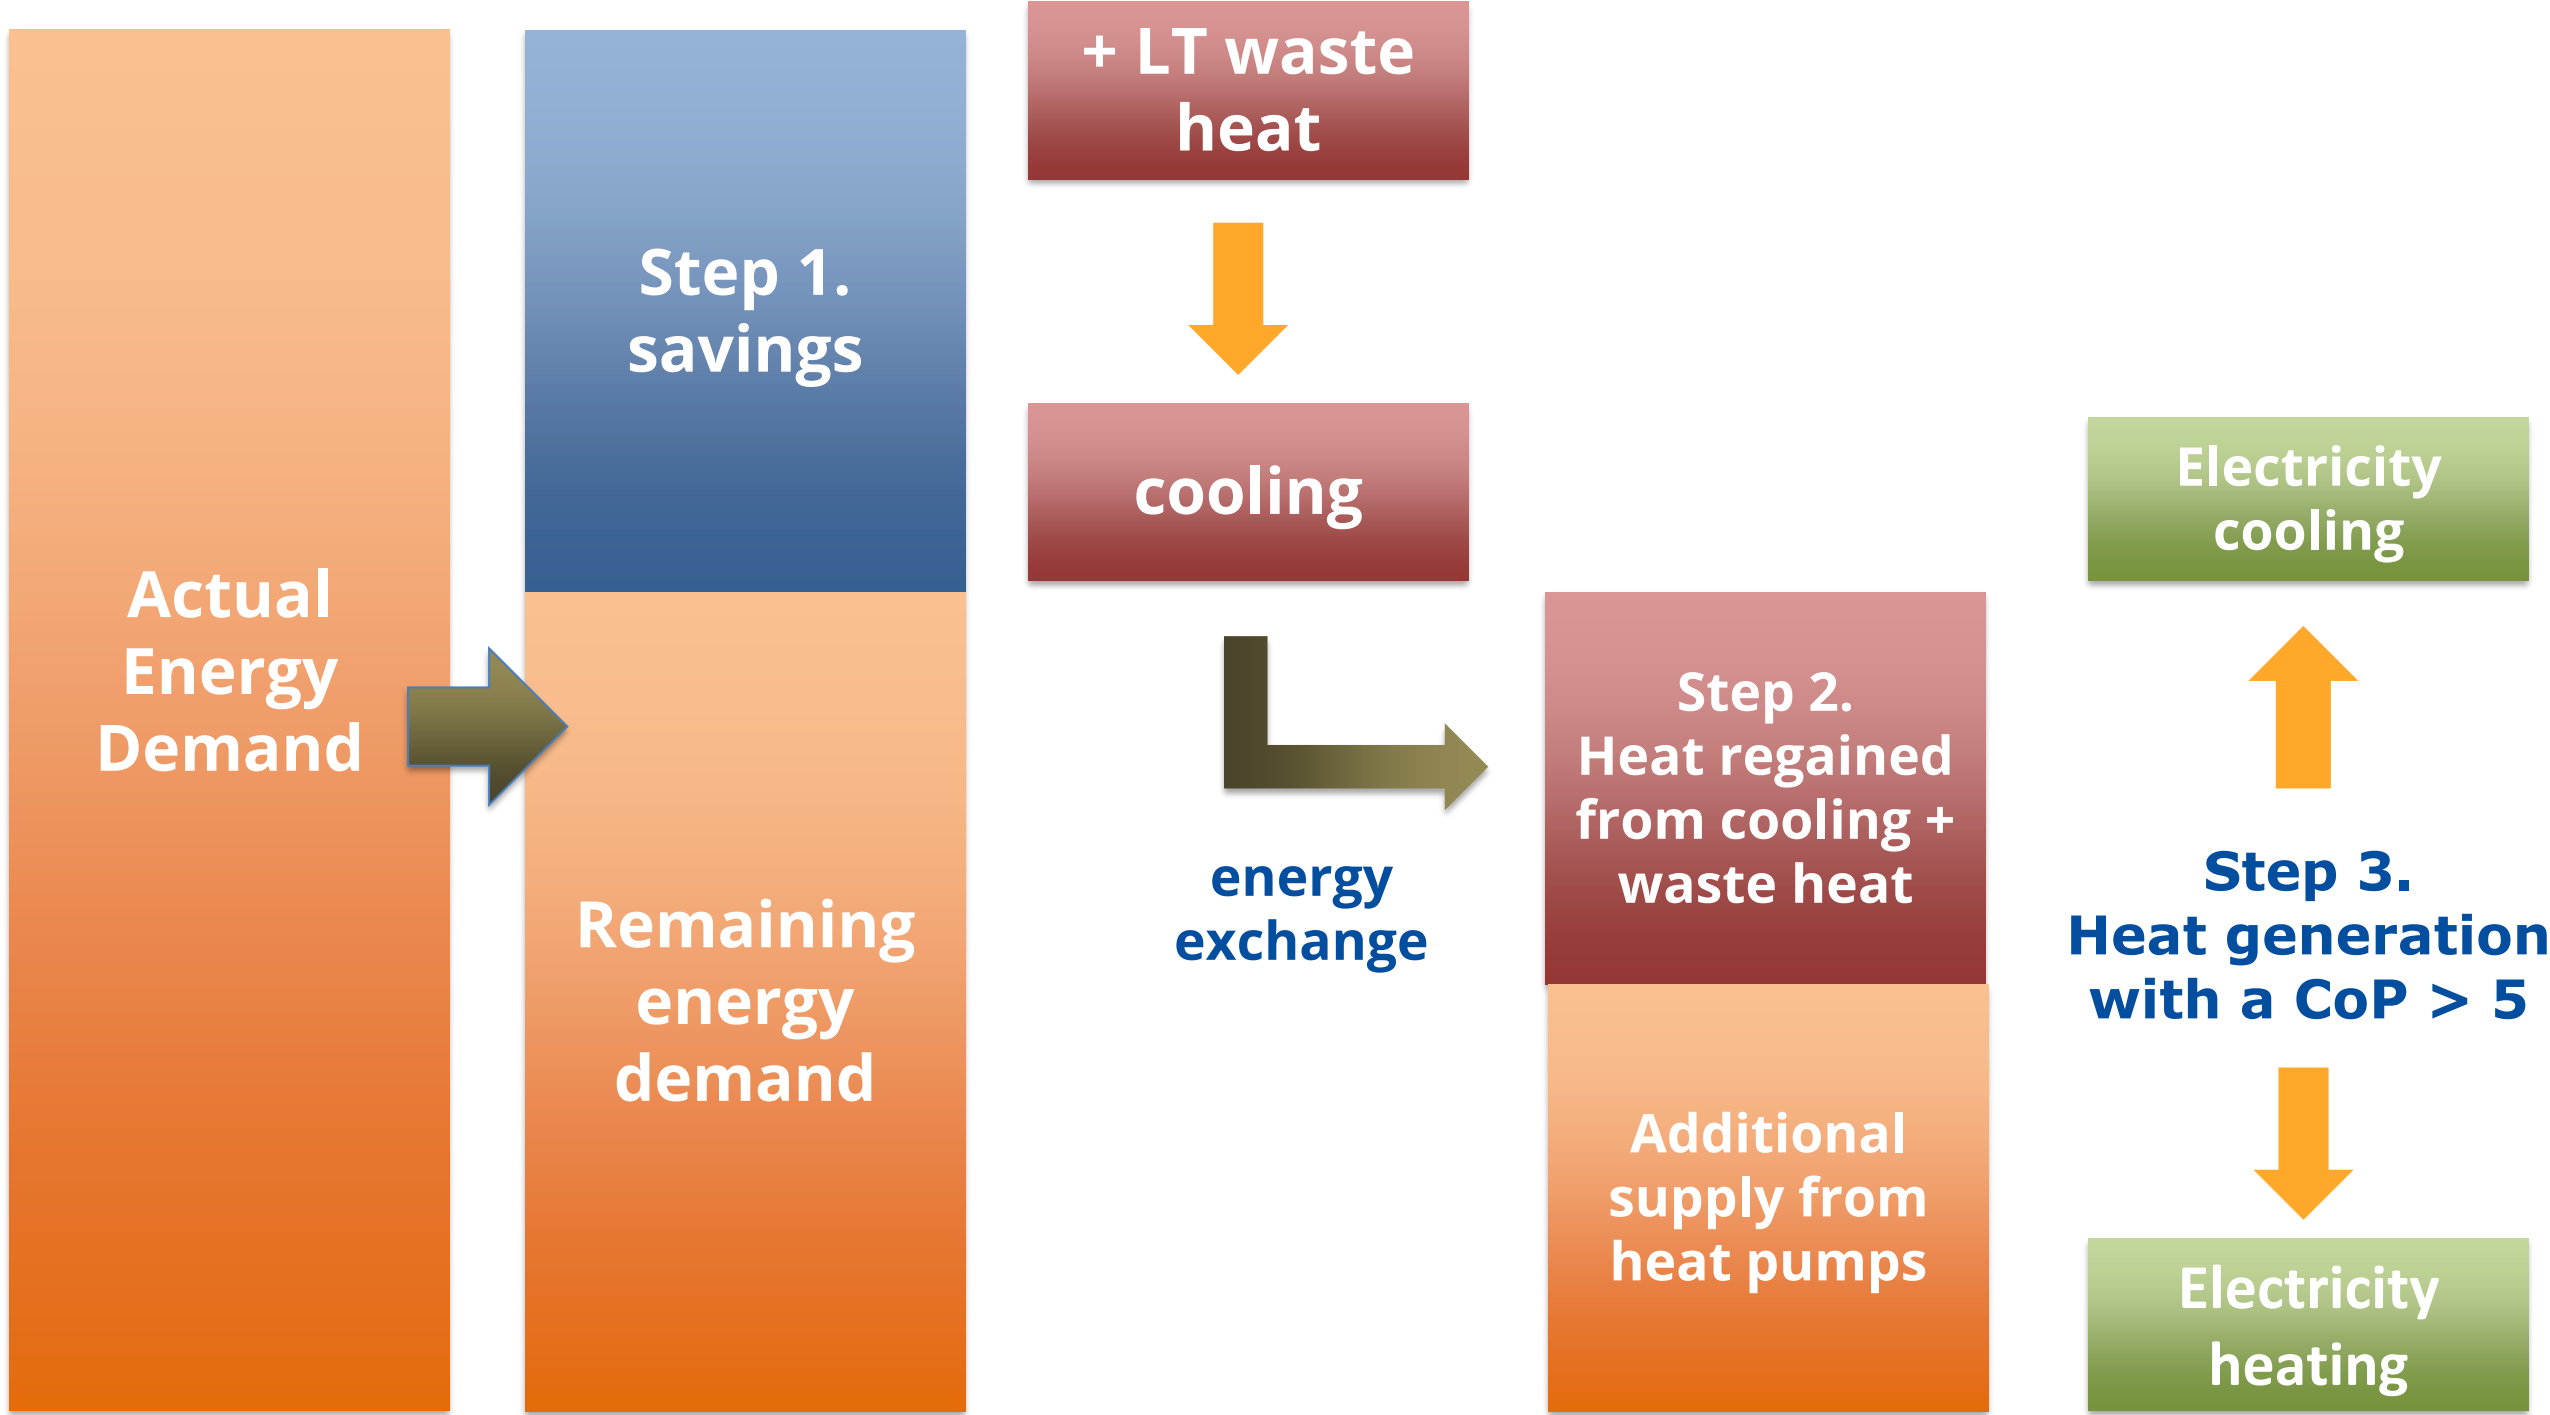 Actual
Energy
Demand
Step 1.
savings
Remaining
energy
demand
+ LT waste
heat
cooling
energy
exchange
Step 2.
Heat regained
from cooling +
waste heat
Additional
supply from
heat pumps
Electricity
cooling
Step 3.
Heat generation
with a CoP > 5
Electricity
heating